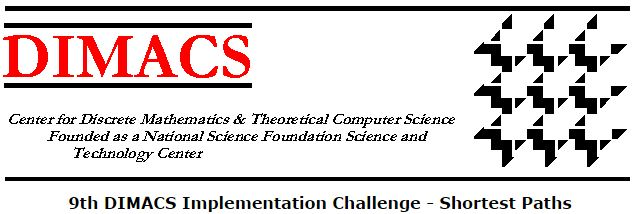 DIMACS
Center for Discrete Mathematics & Theoretical Computer Science
Founded as a National Science Foundation Science and
Technology Center
9th DIMACS Implementation Challenge - Shortest Paths